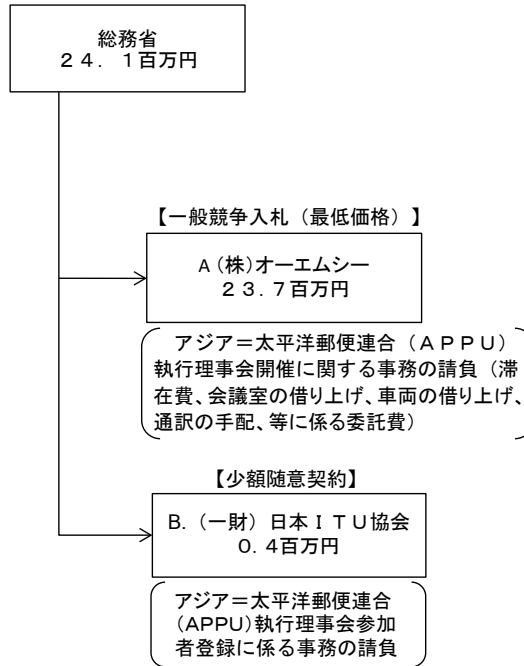 総務省
２４．１百万円
【一般競争入札（最低価格）】
A（株）オーエムシー
２３．７百万円
アジア＝太平洋郵便連合（ＡＰＰＵ）
執行理事会開催に関する事務の請負（滞
在費、会議室の借り上げ、車両の借り上げ、
通訳の手配、等に係る委託費）
【少額随意契約】
B.（一財）日本ＩＴＵ協会
０．４百万円
アジア＝太平洋郵便連合
(APPU)執行理事会参加
者登録に係る事務の請負